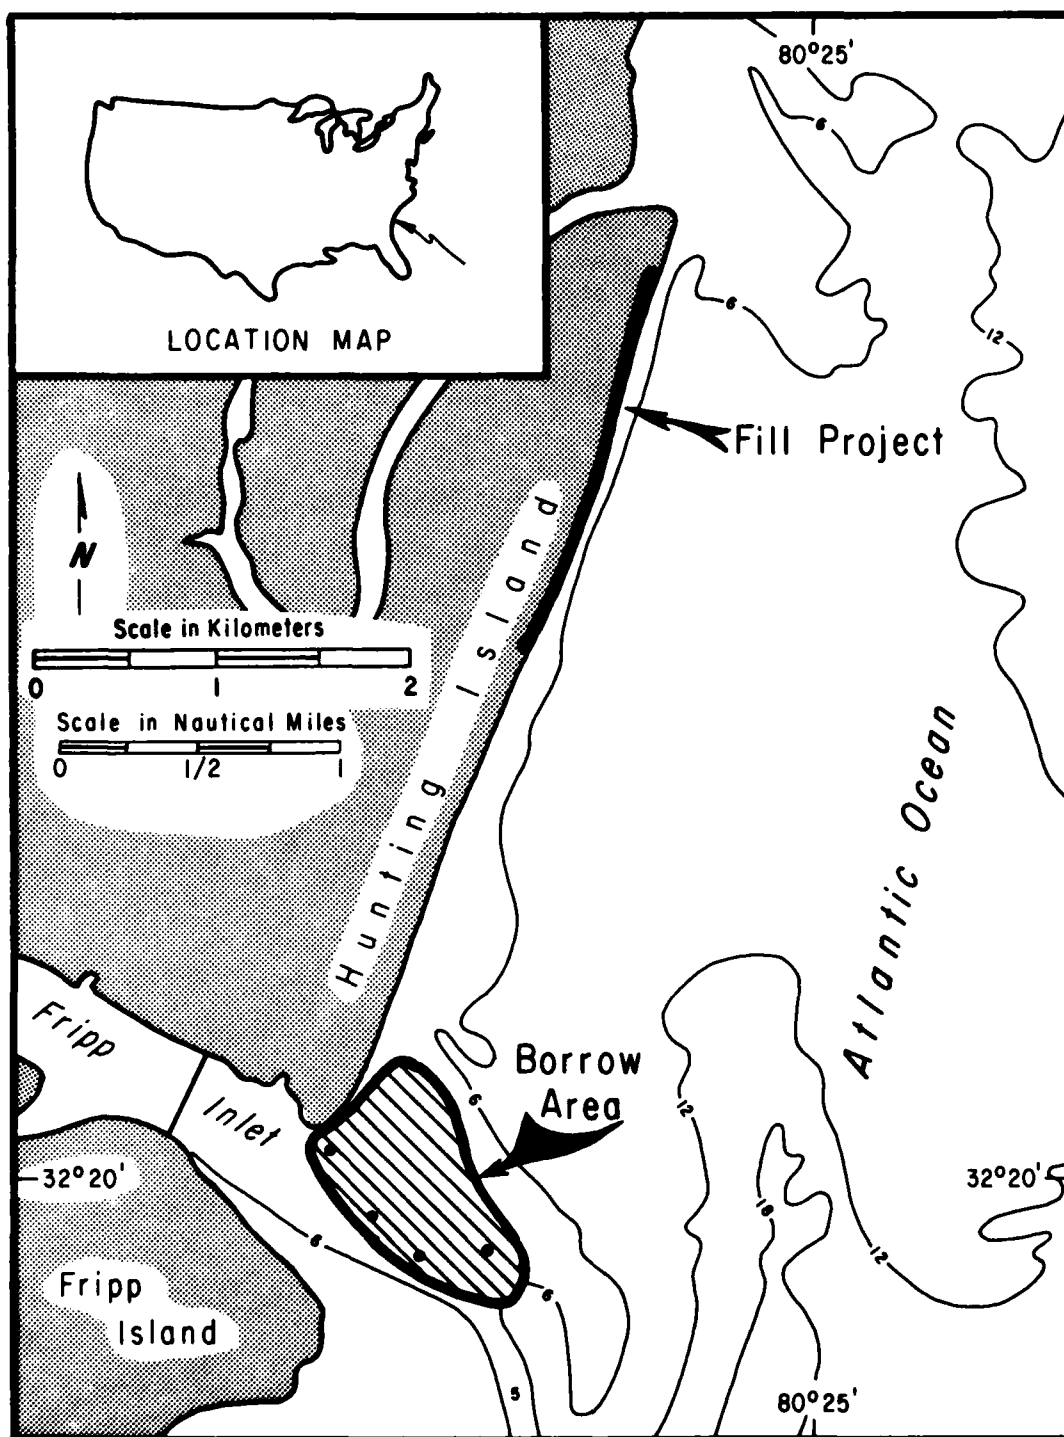 80°25'
LOCATION MAP
6
6
12
Fill Project
N
Scale in Kilometers
0 1 2
Scale in Nautical Miles
0 1/2 1
Hunting Island
Atlantic Ocean
Fripp
Inlet
Borrow
Area
6
12
18
32°20'
32°20'
6
12
6
Fripp
Island
5
80°25'